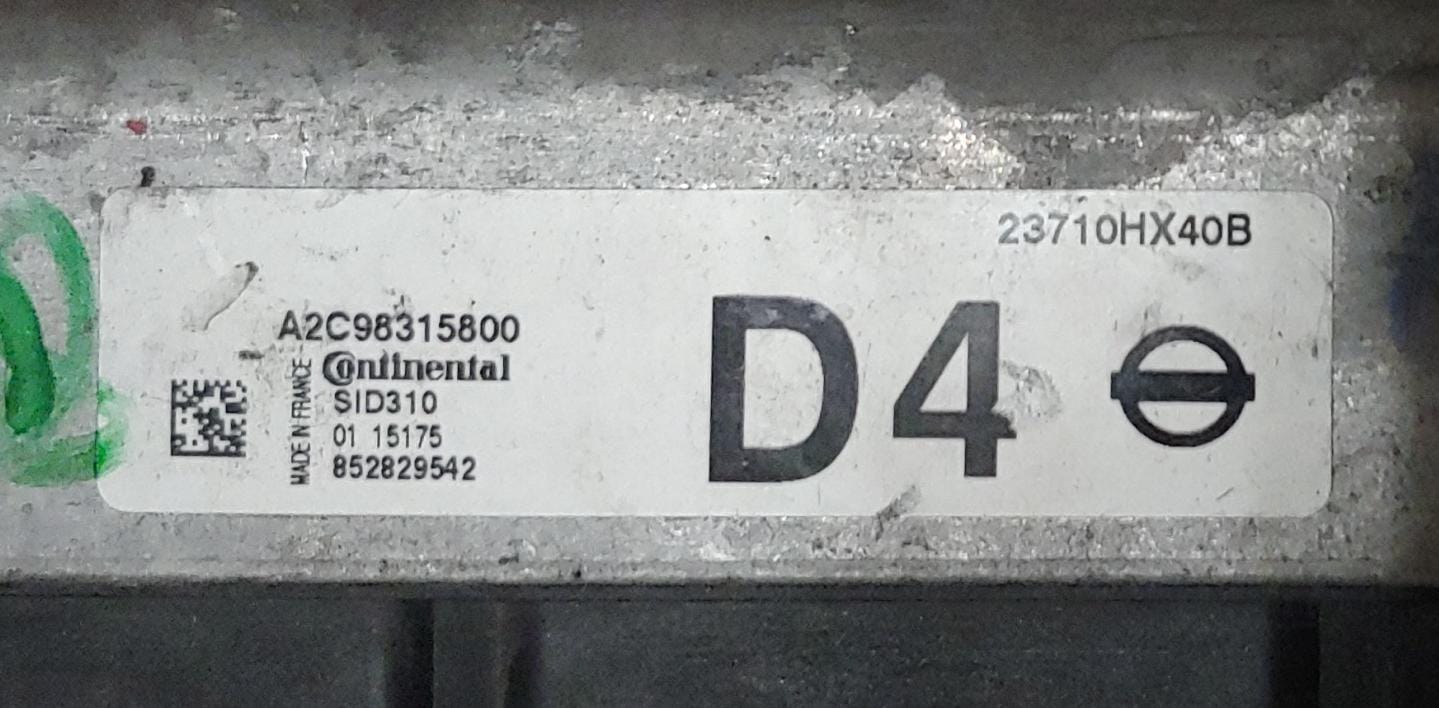 23710HX40B
A2C98315800
Continental
MADE IN FRANCE
SID310
01 15175
852829542
D4